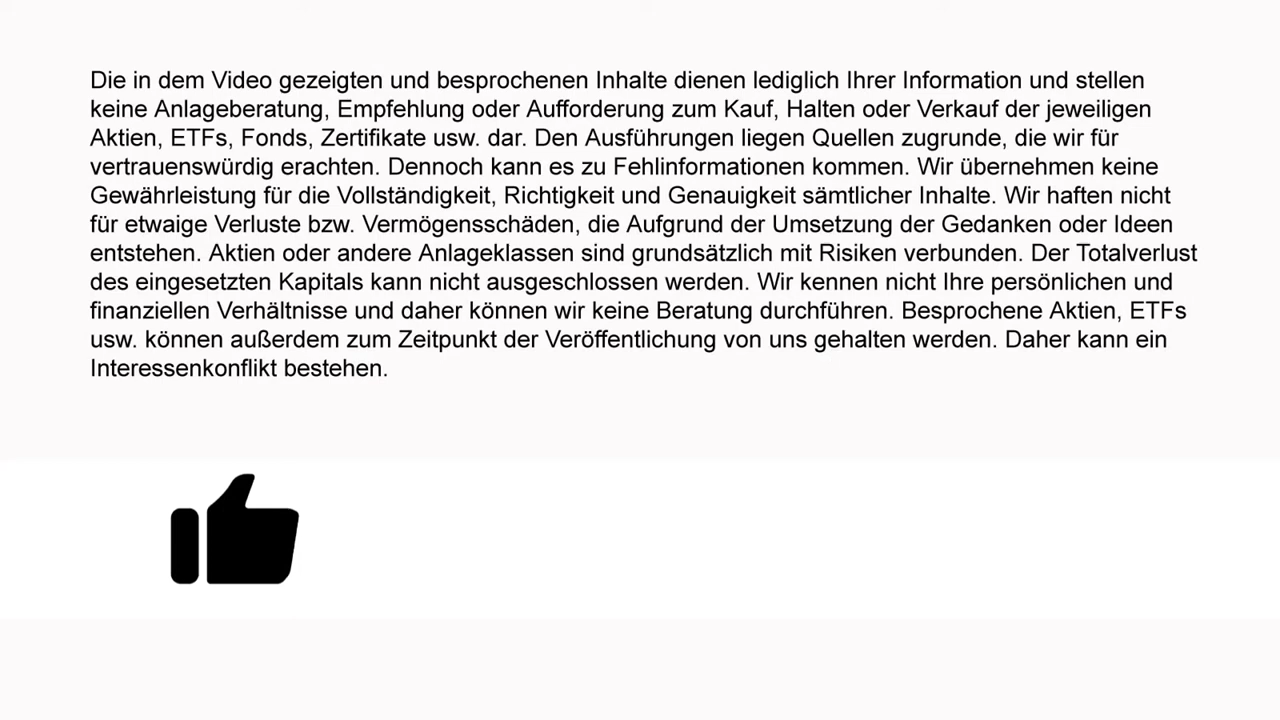 Die in dem Video gezeigten und besprochenen Inhalte dienen lediglich Ihrer Information und stellen
keine Anlageberatung, Empfehlung oder Aufforderung zum Kauf, Halten oder Verkauf der jeweiligen
Aktien, ETFs, Fonds, Zertifikate usw. dar. Den Ausführungen liegen Quellen zugrunde, die wir für
vertrauenswürdig erachten. Dennoch kann es zu Fehlinformationen kommen. Wir übernehmen keine
Gewährleistung für die Vollständigkeit, Richtigkeit und Genauigkeit sämtlicher Inhalte. Wir haften nicht
für etwaige Verluste bzw. Vermögensschäden, die Aufgrund der Umsetzung der Gedanken oder Ideen
entstehen. Aktien oder andere Anlageklassen sind grundsätzlich mit Risiken verbunden. Der Totalverlust
des eingesetzten Kapitals kann nicht ausgeschlossen werden. Wir kennen nicht Ihre persönlichen und
finanziellen Verhältnisse und daher können wir keine Beratung durchführen. Besprochene Aktien, ETFs
usw. können außerdem zum Zeitpunkt der Veröffentlichung von uns gehalten werden. Daher kann ein
Interessenkonflikt bestehen.